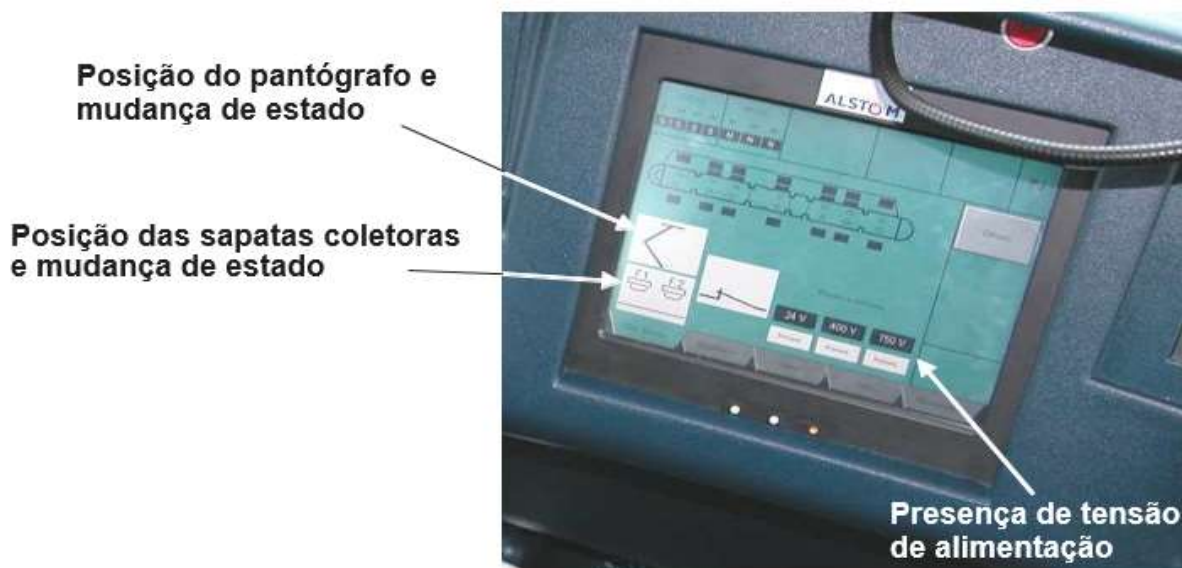 Posição do pantógrafo e
mudança de estado
ALSTOM
Posição das sapatas coletoras
e mudança de estado
24 V
400 V
750 V
Presença de tensão
de alimentação